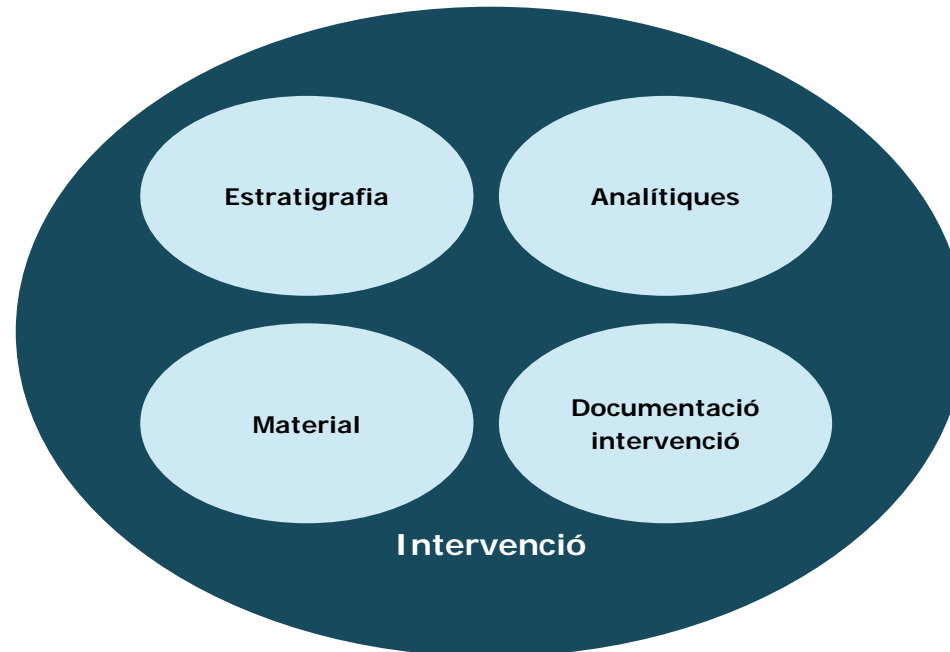 Estratigrafia
Analítiques
Material
Documentació
intervenció
Intervenció